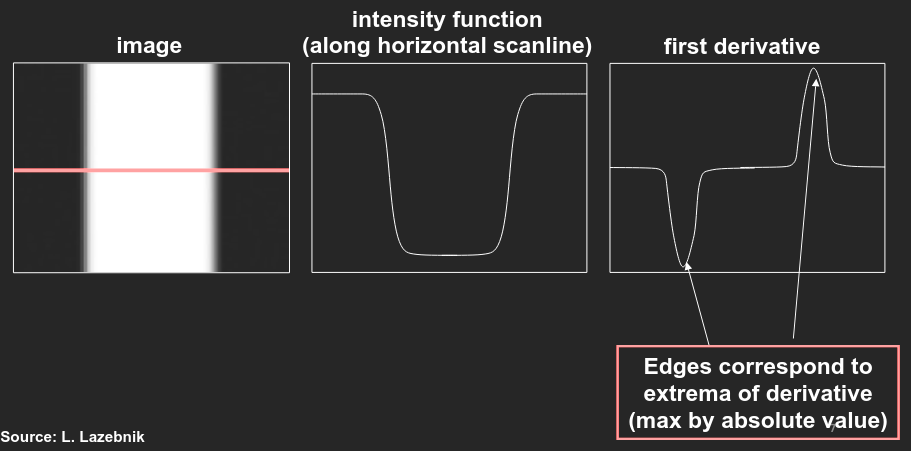 image
intensity function
(along horizontal scanline)
first derivative
Edges correspond to
extrema of derivative
(max by absolute value)
Source: L. Lazebnik